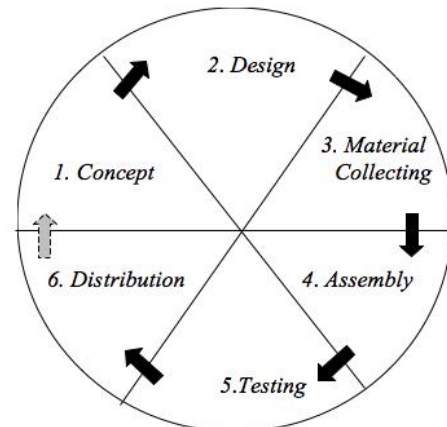 1. Concept
2. Design
3. Material
Collecting
4. Assembly
5.Testing
6. Distribution